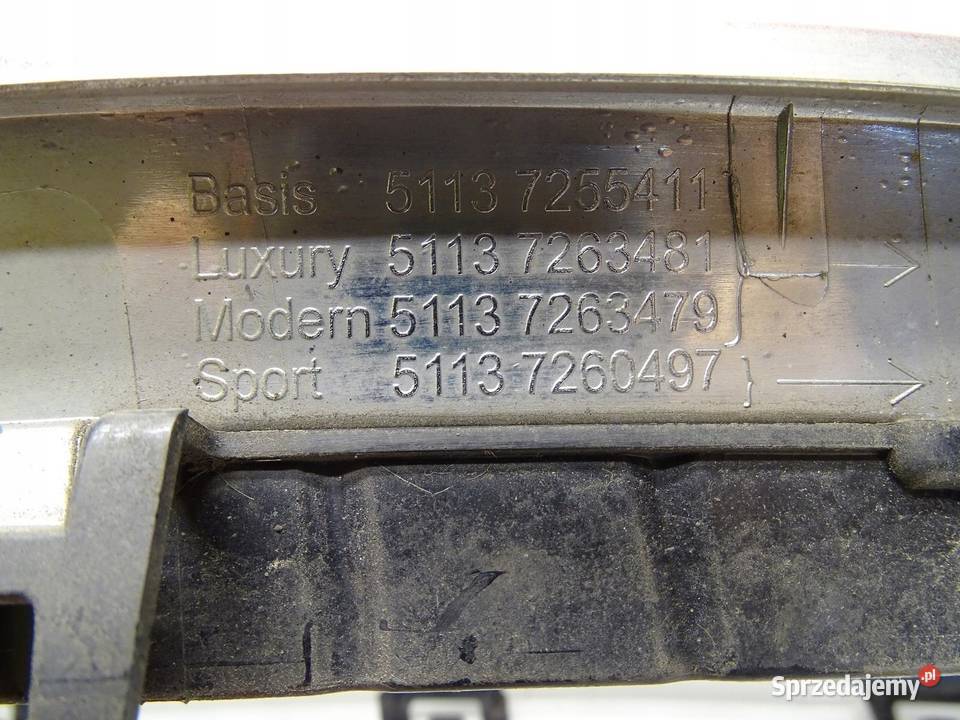 Basis 5113 7255411
Luxury 5113 7263481
Modern 5113 7263479
Sport 5113 7260497
Sprzedajemy.pl